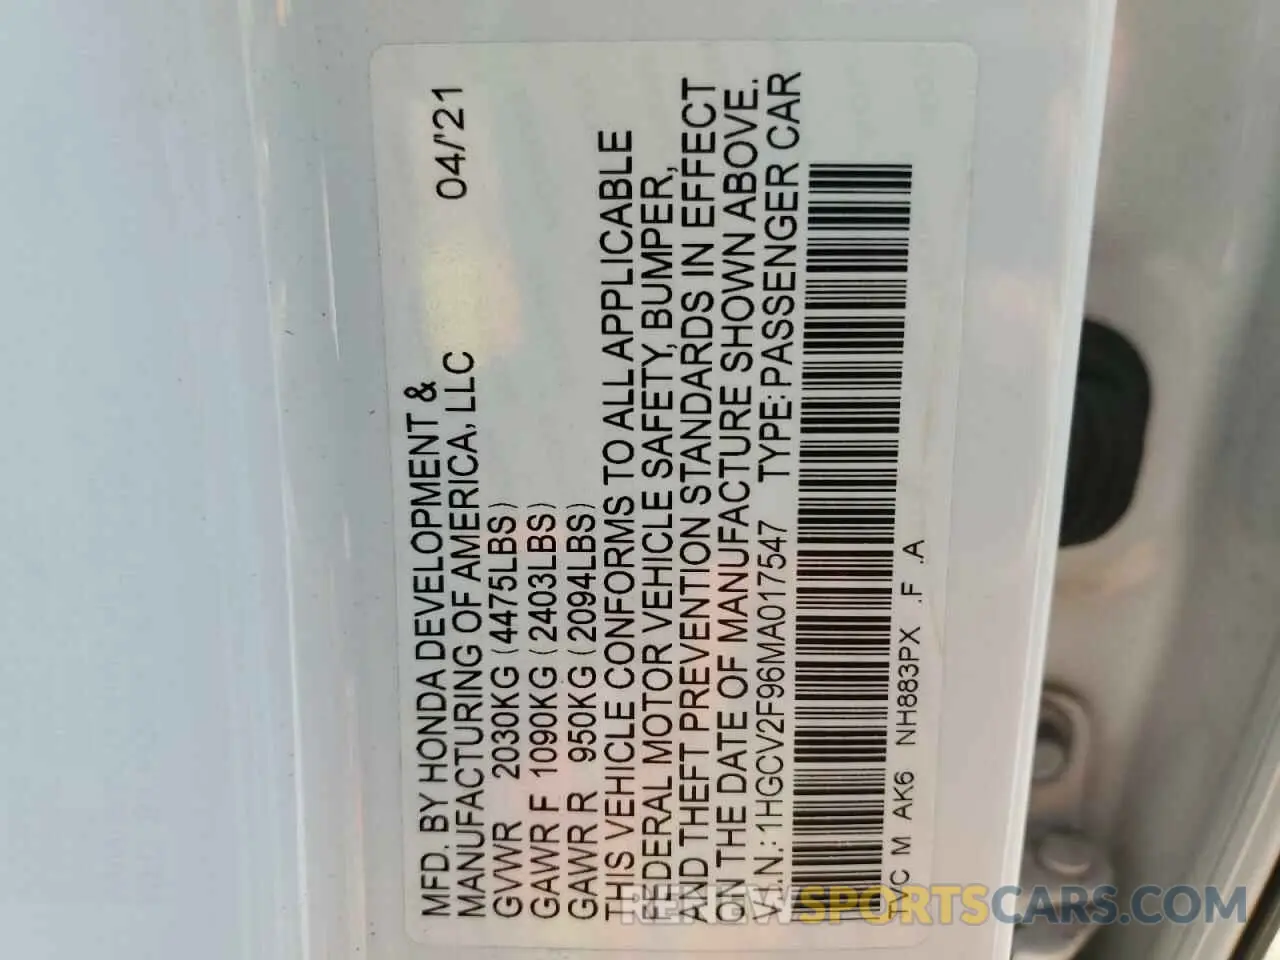 MFD. BY HONDA DEVELOPMENT & 04/'21
MANUFACTURING OF AMERICA, LLC
GVWR 2030KG (4475LBS)
GAWR F 1090KG (2403LBS)
GAWR R 950KG (2094LBS)
THIS VEHICLE CONFORMS TO ALL APPLICABLE
FEDERAL MOTOR VEHICLE SAFETY, BUMPER,
AND THEFT PREVENTION STANDARDS IN EFFECT
ON THE DATE OF MANUFACTURE SHOWN ABOVE.
V.I.N.: 1HGCV2F96MA017547 TYPE: PASSENGER CAR
TVC M AK6 NH883PX .F .A
RENEWSPORTSCARS.COM